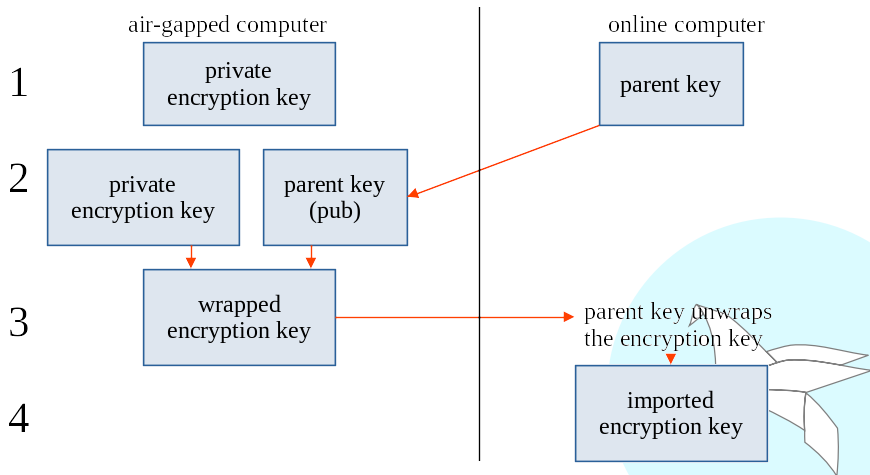 air-gapped computer
online computer
1
private
encryption key
parent key
2
private
encryption key
parent key
(pub)
3
wrapped
encryption key
parent key unwraps
the encryption key
4
imported
encryption key